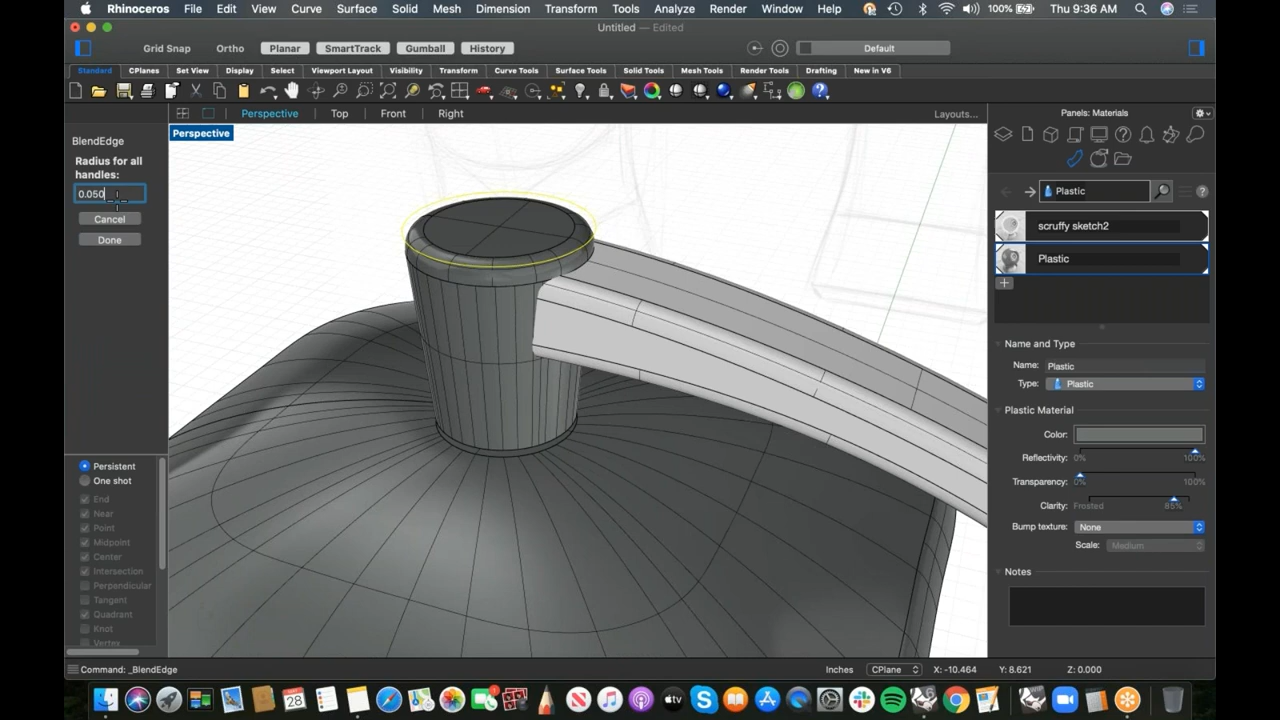 Rhinoceros File Edit View Curve Surface Solid Mesh Dimension Transform Tools Analyze Render Window Help 100% Thu 9:36 AM
Untitled — Edited
Grid Snap Ortho Planar SmartTrack Gumball History Default
Standard CPlanes Set View Display Select Viewport Layout Visibility Transform Curve Tools Surface Tools Solid Tools Mesh Tools Render Tools Drafting New in V6
Perspective Top Front Right Layouts... Panels: Materials
Perspective
BlendEdge
Radius for all
handles:
0.050
Cancel
Done
Plastic
scruffy sketch2
Plastic
Name and Type
Name: Plastic
Type: Plastic
Plastic Material
Color:
Reflectivity: 0% 100%
Transparency: 0% 100%
Clarity: Frosted 85%
Bump texture: None
Scale: Medium
Notes
Persistent
One shot
End
Near
Point
Midpoint
Center
Intersection
Perpendicular
Tangent
Quadrant
Knot
Vertex
Command: _BlendEdge Inches CPlane X: -10.464 Y: 8.621 Z: 0.000